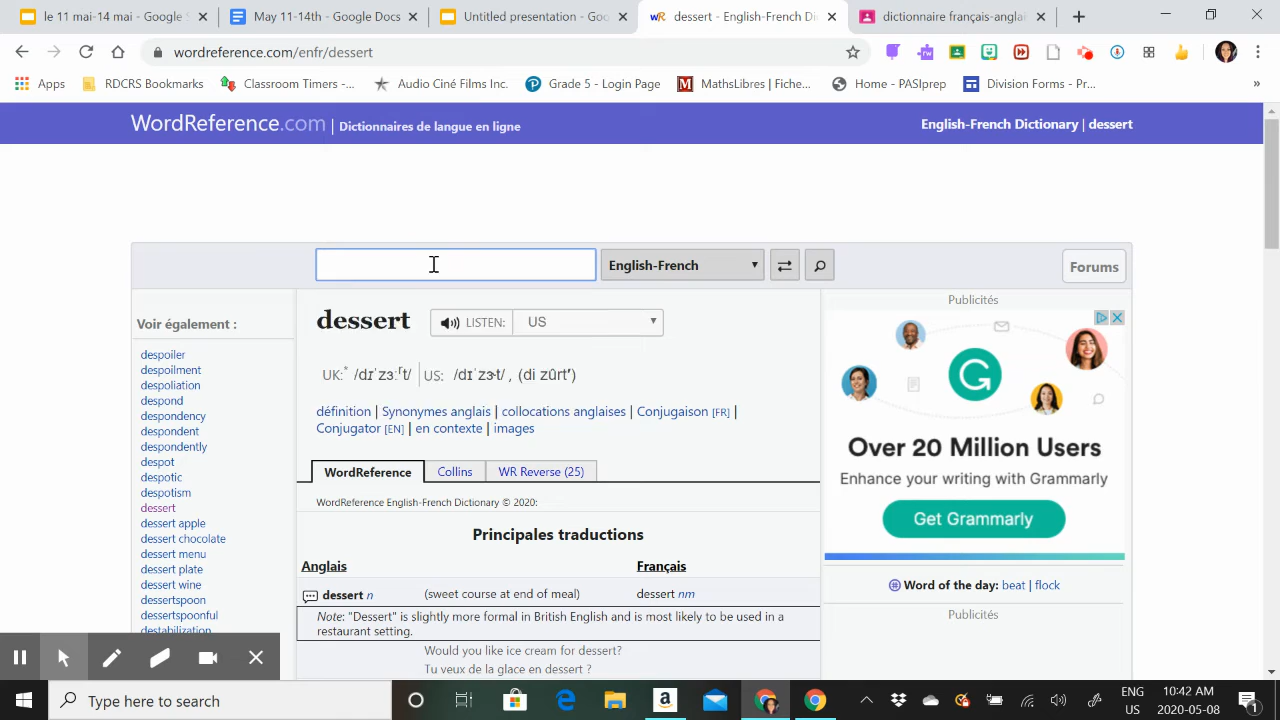 le 11 mai-14 mai - Google S
May 11-14th - Google Docs
Untitled presentation - Goo
dessert - English-French Dic
dictionnaire français-anglai
wordreference.com/enfr/dessert
Apps
RDCRS Bookmarks
Classroom Timers -...
Audio Ciné Films Inc.
Grade 5 - Login Page
MathsLibres | Fiche...
Home - PASIprep
Division Forms - Pr...
»
WordReference.com | Dictionnaires de langue en ligne
English-French Dictionary | dessert
English-French
Forums
Voir également :
despoiler
despoilment
despoliation
despond
despondency
despondent
despondently
despot
despotic
despotism
dessert
dessert apple
dessert chocolate
dessert menu
dessert plate
dessert wine
dessertspoon
dessertspoonful
destabilization
dessert
LISTEN:
US
UK:* /dɪˈzɜːʳt/ US: /dɪˈzɝt/ , (di zûrt′)
définition | Synonymes anglais | collocations anglaises | Conjugaison [FR] |
Conjugator [EN] | en contexte | images
WordReference
Collins
WR Reverse (25)
WordReference English-French Dictionary © 2020:
Principales traductions
Anglais
Français
dessert n (sweet course at end of meal) dessert nm
Note: "Dessert" is slightly more formal in British English and is most likely to be used in a
restaurant setting.
Would you like ice cream for dessert?
Tu veux de la glace en dessert ?
Publicités
G
Over 20 Million Users
Enhance your writing with Grammarly
Get Grammarly
Word of the day: beat | flock
Publicités
Type here to search
ENG
US
10:42 AM
2020-05-08